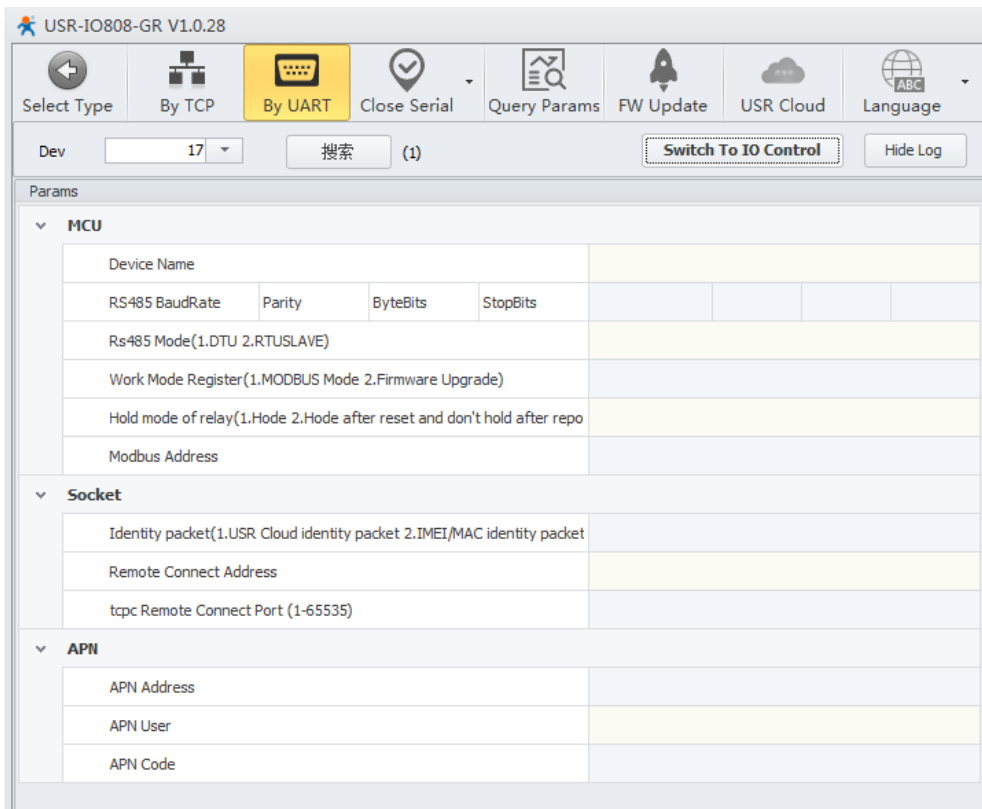 USR-IO808-GR V1.0.28
Select Type By TCP By UART Close Serial Query Params FW Update USR Cloud ABC Language
Dev 17 搜索 (1) Switch To IO Control Hide Log
Params
MCU
Device Name
RS485 BaudRate Parity ByteBits StopBits
Rs485 Mode(1.DTU 2.RTUSLAVE)
Work Mode Register(1.MODBUS Mode 2.Firmware Upgrade)
Hold mode of relay(1.Hode 2.Hode after reset and don't hold after repo
Modbus Address
Socket
Identity packet(1.USR Cloud identity packet 2.IMEI/MAC identity packet
Remote Connect Address
tcpc Remote Connect Port (1-65535)
APN
APN Address
APN User
APN Code